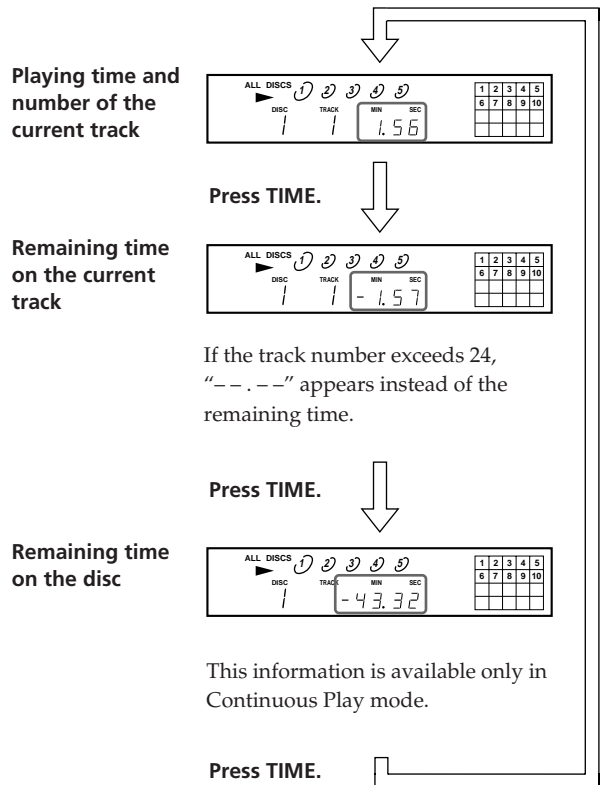 Playing time and
number of the
current track
ALL DISCS 1 2 3 4 5
DISC TRACK MIN SEC
1 1 1.56
1 2 3 4 5
6 7 8 9 10
Press TIME.
Remaining time
on the current
track
ALL DISCS 1 2 3 4 5
DISC TRACK MIN SEC
1 1 - 1.57
1 2 3 4 5
6 7 8 9 10
If the track number exceeds 24,
“– – . – –” appears instead of the
remaining time.
Press TIME.
Remaining time
on the disc
ALL DISCS 1 2 3 4 5
DISC TRACK MIN SEC
1 -43.32
1 2 3 4 5
6 7 8 9 10
This information is available only in
Continuous Play mode.
Press TIME.